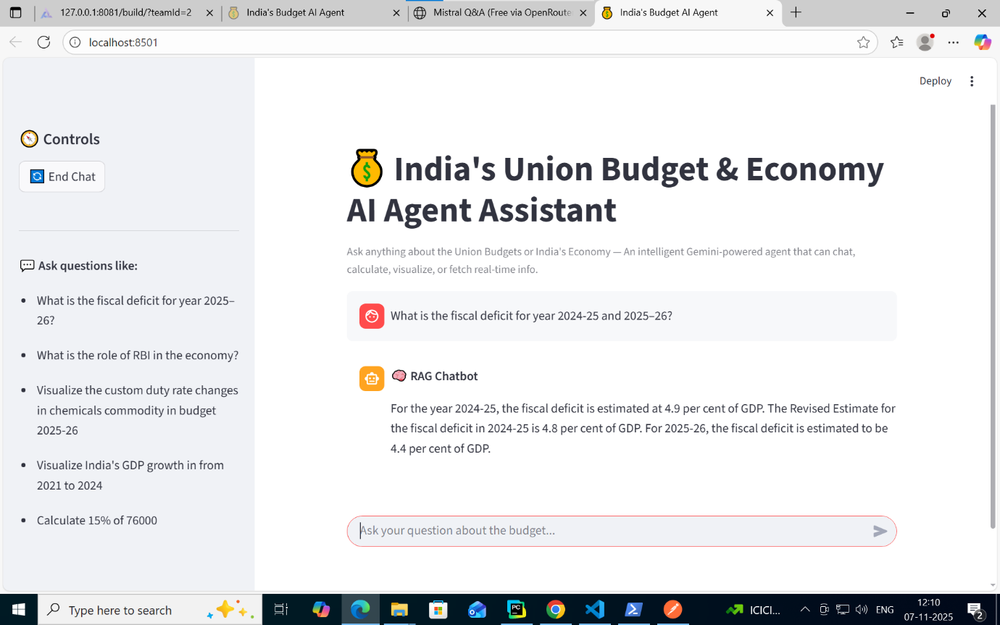 127.0.0.1:8081/build/?teamId=2
India's Budget AI Agent
Mistral Q&A (Free via OpenRoute
India's Budget AI Agent
localhost:8501
Deploy
Controls
End Chat
Ask questions like:
What is the fiscal deficit for year 2025–
26?
What is the role of RBI in the economy?
Visualize the custom duty rate changes
in chemicals commodity in budget
2025-26
Visualize India's GDP growth in from
2021 to 2024
Calculate 15% of 76000
India's Union Budget & Economy
AI Agent Assistant
Ask anything about the Union Budgets or India's Economy — An intelligent Gemini-powered agent that can chat,
calculate, visualize, or fetch real-time info.
What is the fiscal deficit for year 2024-25 and 2025–26?
RAG Chatbot
For the year 2024-25, the fiscal deficit is estimated at 4.9 per cent of GDP. The Revised Estimate for
the fiscal deficit in 2024-25 is 4.8 per cent of GDP. For 2025-26, the fiscal deficit is estimated to be
4.4 per cent of GDP.
Ask your question about the budget...
Type here to search
PC
ICICI...
ENG
12:10
07-11-2025
2